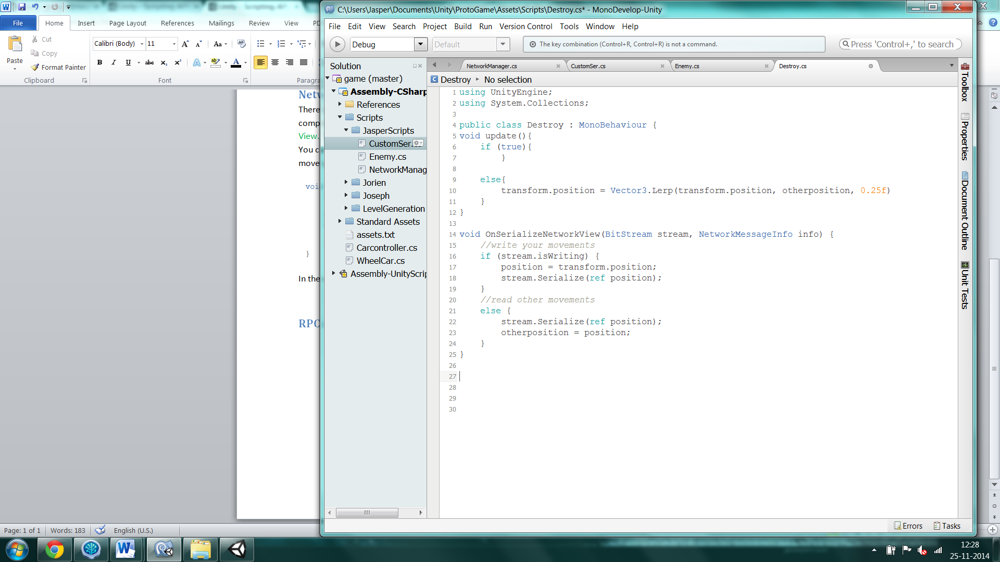 C:\Users\Jasper\Documents\Unity\ProtoGame\Assets\Scripts\Destroy.cs* - MonoDevelop-Unity
File Home Insert Page Layout References Mailings Review View
Cut
Copy
Format Painter
Paste
Calibri (Body) 11
Clipboard Font Paragra
File Edit View Search Project Build Run Version Control Tools Window Help
Debug Default The key combination (Control+R, Control+R) is not a command. Press 'Control+,' to search
Solution
game (master)
Assembly-CSharp
References
Scripts
JasperScripts
CustomSer.
Enemy.cs
NetworkManag
Jorien
Joseph
LevelGeneration
Standard Assets
assets.txt
Carcontroller.cs
WheelCar.cs
Assembly-UnityScrip
NetworkManager.cs CustomSer.cs Enemy.cs Destroy.cs
Destroy No selection
1 using UnityEngine;
2 using System.Collections;
3
4 public class Destroy : MonoBehaviour {
5 void update(){
6 if (true){
7 }
8
9 else{
10 transform.position = Vector3.Lerp(transform.position, otherposition, 0.25f)
11 }
12 }
13
14 void OnSerializeNetworkView(BitStream stream, NetworkMessageInfo info) {
15 //write your movements
16 if (stream.isWriting) {
17 position = transform.position;
18 stream.Serialize(ref position);
19 }
20 //read other movements
21 else {
22 stream.Serialize(ref position);
23 otherposition = position;
24 }
25 }
26
27
28
29
30
Toolbox
Properties
Document Outline
Unit Tests
Errors Tasks
Netw
There
comp
View.
You c
move
voi
}
In the
RPC
Page: 1 of 1 Words: 183 English (U.S.)
12:28
25-11-2014